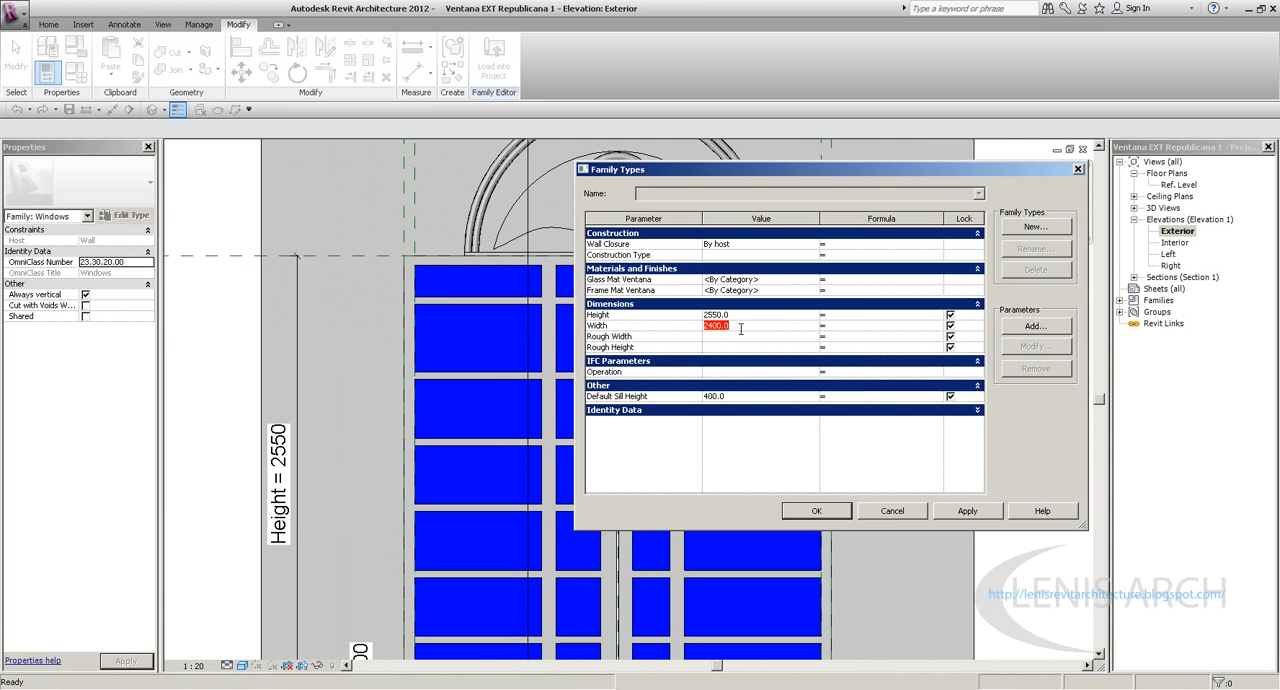 Autodesk Revit Architecture 2012 - Ventana EXT Republicana 1 - Elevation: Exterior
Type a keyword or phrase
Sign In
Home Insert Annotate View Manage Modify
Modify
Paste
Cut
Join
Load into
Project
Select Properties Clipboard Geometry Modify Measure Create Family Editor
Properties
Family: Windows
Edit Type
Constraints
Host Wall
Identity Data
OmniClass Number 23.30.20.00
OmniClass Title Windows
Other
Always vertical
Cut with Voids W...
Shared
Properties help
Apply
Height = 2550
Family Types
Name:
Parameter Value Formula Lock
Construction
Wall Closure By host =
Construction Type =
Materials and Finishes
Glass Mat Ventana <By Category> =
Frame Mat Ventana <By Category> =
Dimensions
Height 2550.0 =
Width 2400.0 =
Rough Width =
Rough Height =
IFC Parameters
Operation =
Other
Default Sill Height 400.0 =
Identity Data
Family Types
New...
Rename...
Delete
Parameters
Add...
Modify...
Remove
OK Cancel Apply Help
Ventana EXT Republicana 1 - Proje...
Views (all)
Floor Plans
Ref. Level
Ceiling Plans
3D Views
Elevations (Elevation 1)
Exterior
Interior
Left
Right
Sections (Section 1)
Sheets (all)
Families
Groups
Revit Links
LENIS ARCH
http://lenisrevitarchitecture.blogspot.com/
1 : 20
Ready
:0